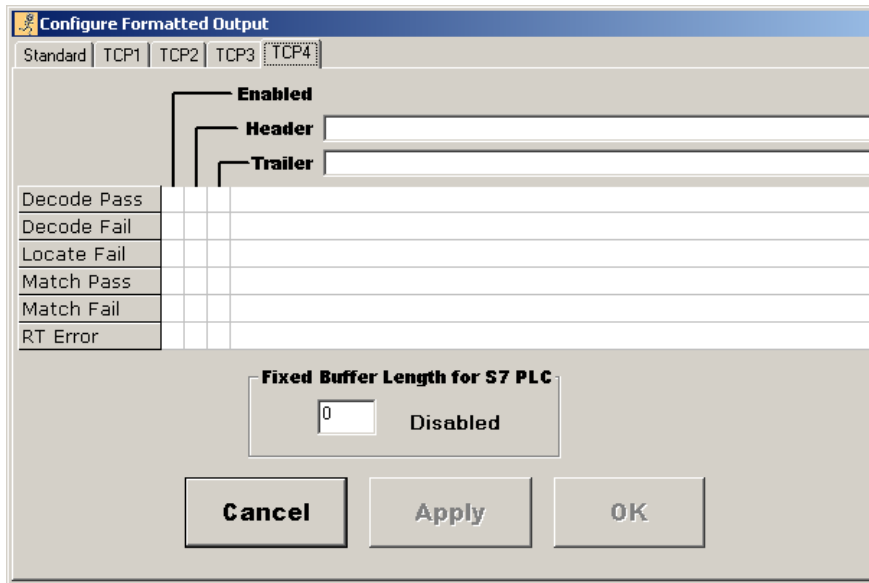 Configure Formatted Output
Standard TCP1 TCP2 TCP3 TCP4
Enabled
Header
Trailer
Decode Pass
Decode Fail
Locate Fail
Match Pass
Match Fail
RT Error
Fixed Buffer Length for S7 PLC
0 Disabled
Cancel Apply OK